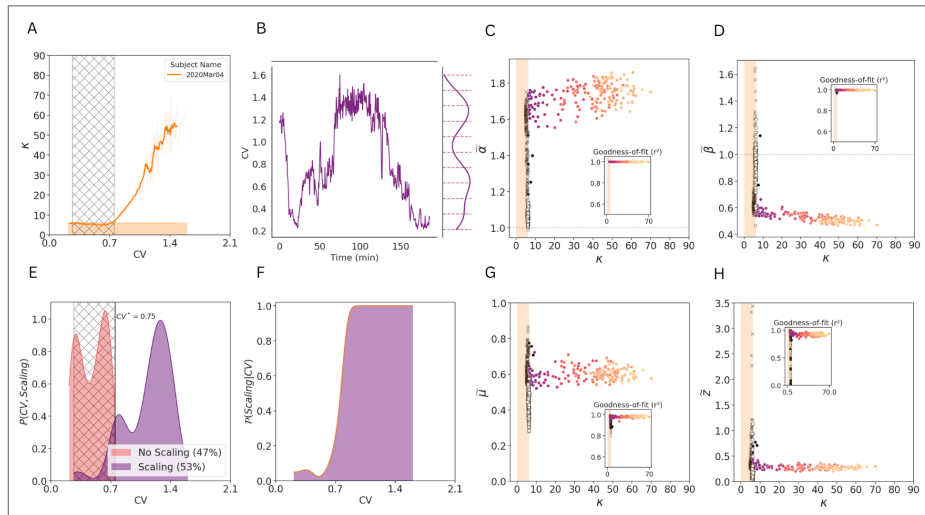 A
κ
90
80
70
60
50
40
30
20
10
0
Subject Name
2020Mar04
0.0
0.7
1.4
2.1
CV
B
CV
1.6
1.4
1.2
1.0
0.8
0.6
0.4
0.2
0
50
100
150
Time (min)
C
α̃
1.8
1.6
1.4
1.2
1.0
Goodness-of-fit (r²)
1.0
0.8
0.6
0
70
0 10 20 30 40 50 60 70 80 90
κ
D
β̃
1.6
1.4
1.2
1.0
0.8
0.6
0.4
Goodness-of-fit (r²)
1.0
0.8
0.6
0
70
0 10 20 30 40 50 60 70 80 90
κ
E
P(CV, Scaling)
1.0
0.8
0.6
0.4
0.2
0.0
CV* = 0.75
No Scaling (47%)
Scaling (53%)
0.0
0.7
1.4
2.1
CV
F
P(Scaling|CV)
1.0
0.8
0.6
0.4
0.2
0.0
0.0
0.7
1.4
2.1
CV
G
μ̃
1.0
0.8
0.6
0.4
0.2
0.0
Goodness-of-fit (r²)
1.0
0.8
0.6
0
70
0 10 20 30 40 50 60 70 80 90
κ
H
z̃
3.5
3.0
2.5
2.0
1.5
1.0
0.5
0.0
Goodness-of-fit (r²)
1.0
0.8
0.6
0.4
0.2
0.0
0.5
70.0
0 10 20 30 40 50 60 70 80 90
κ